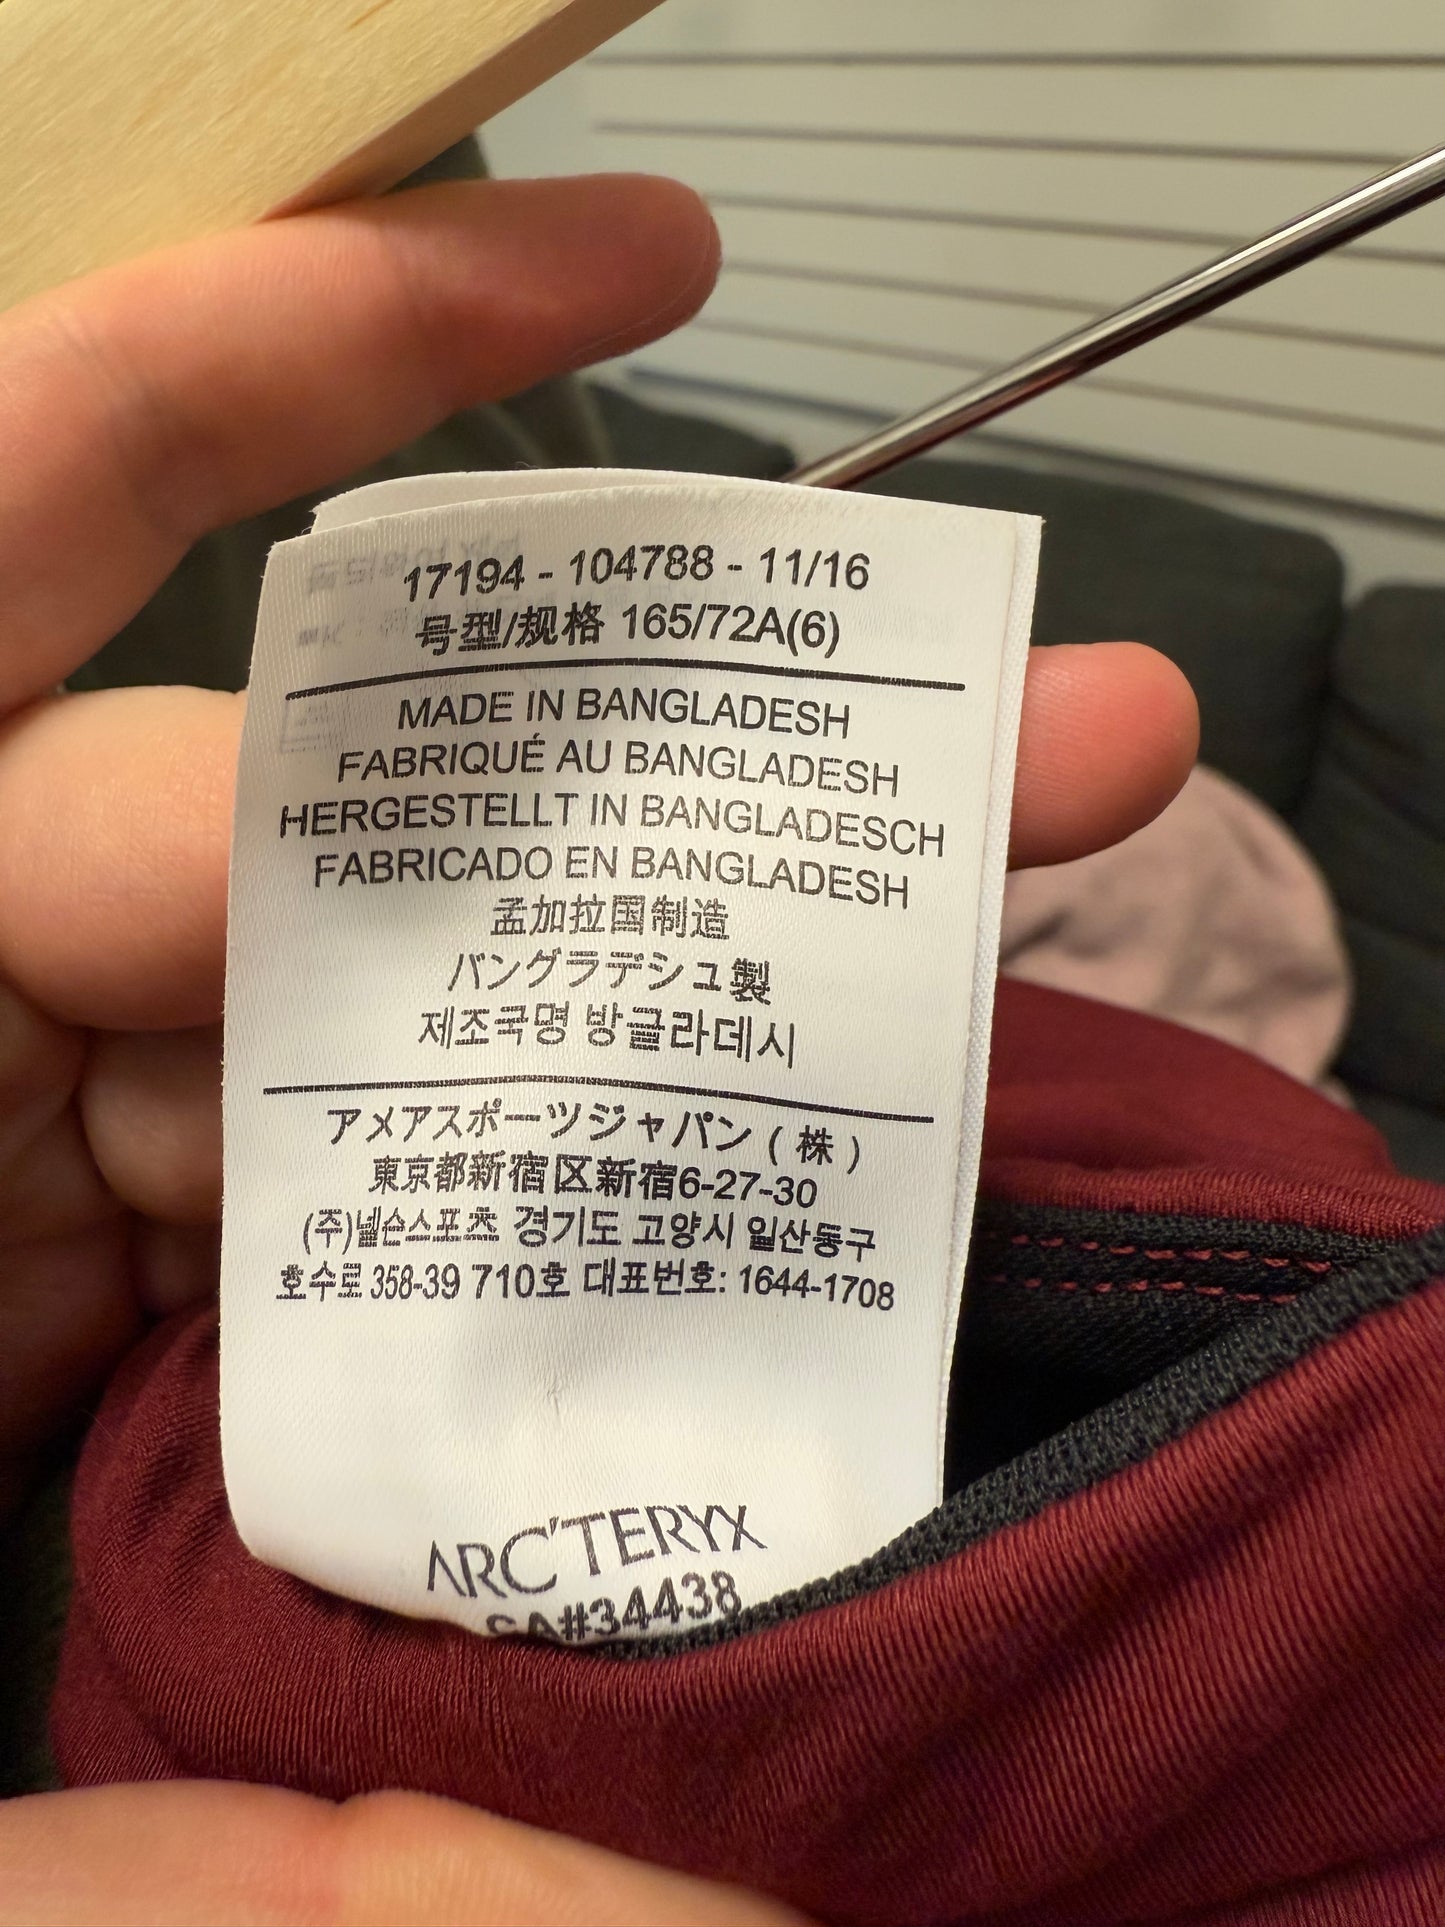 17194 - 104788 - 11/16
号型/规格 165/72A(6)
MADE IN BANGLADESH
FABRIQUÉ AU BANGLADESH
HERGESTELLT IN BANGLADESCH
FABRICADO EN BANGLADESH
孟加拉国制造
バングラデシュ製
제조국명 방글라데시
アメアスポーツジャパン ( 株 )
東京都新宿区新宿6-27-30
(주)넬슨스포츠 경기도 고양시 일산동구
호수로 358-39 710호 대표번호: 1644-1708
ARC'TERYX
CA#34438